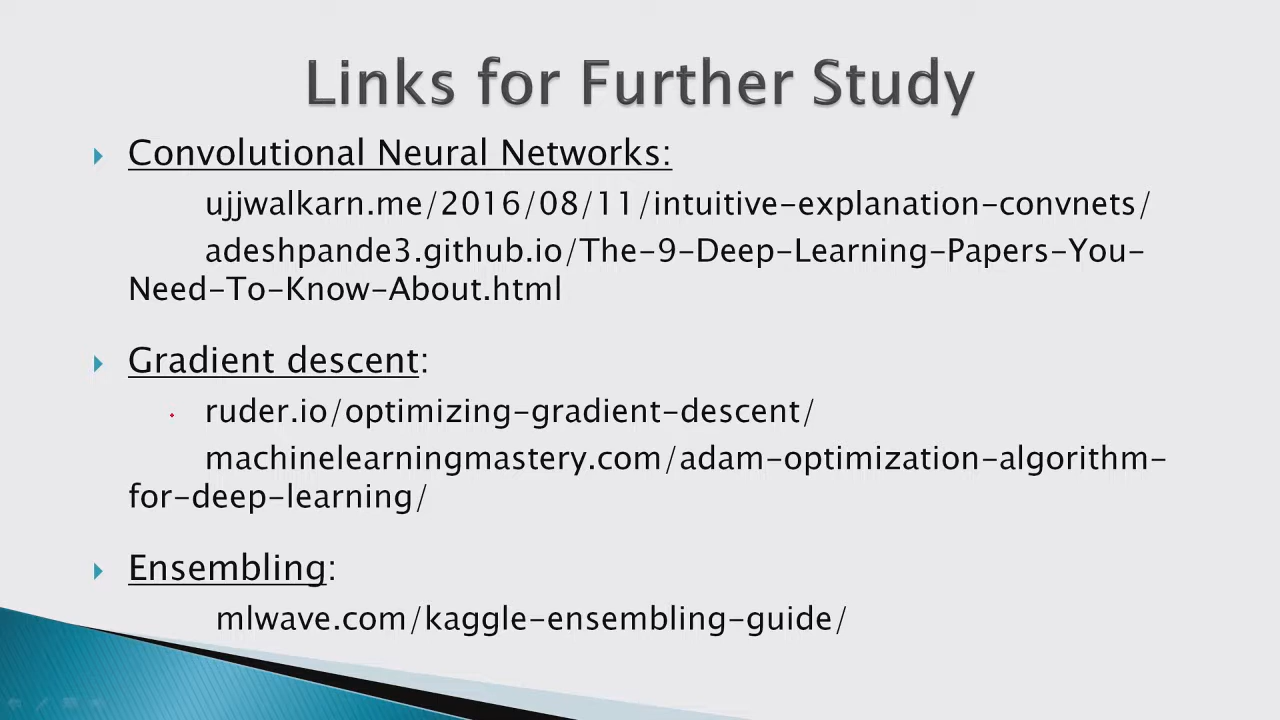 Links for Further Study
Convolutional Neural Networks:
ujjwalkarn.me/2016/08/11/intuitive-explanation-convnets/
adeshpande3.github.io/The-9-Deep-Learning-Papers-You-
Need-To-Know-About.html
Gradient descent:
ruder.io/optimizing-gradient-descent/
machinelearningmastery.com/adam-optimization-algorithm-
for-deep-learning/
Ensembling:
mlwave.com/kaggle-ensembling-guide/